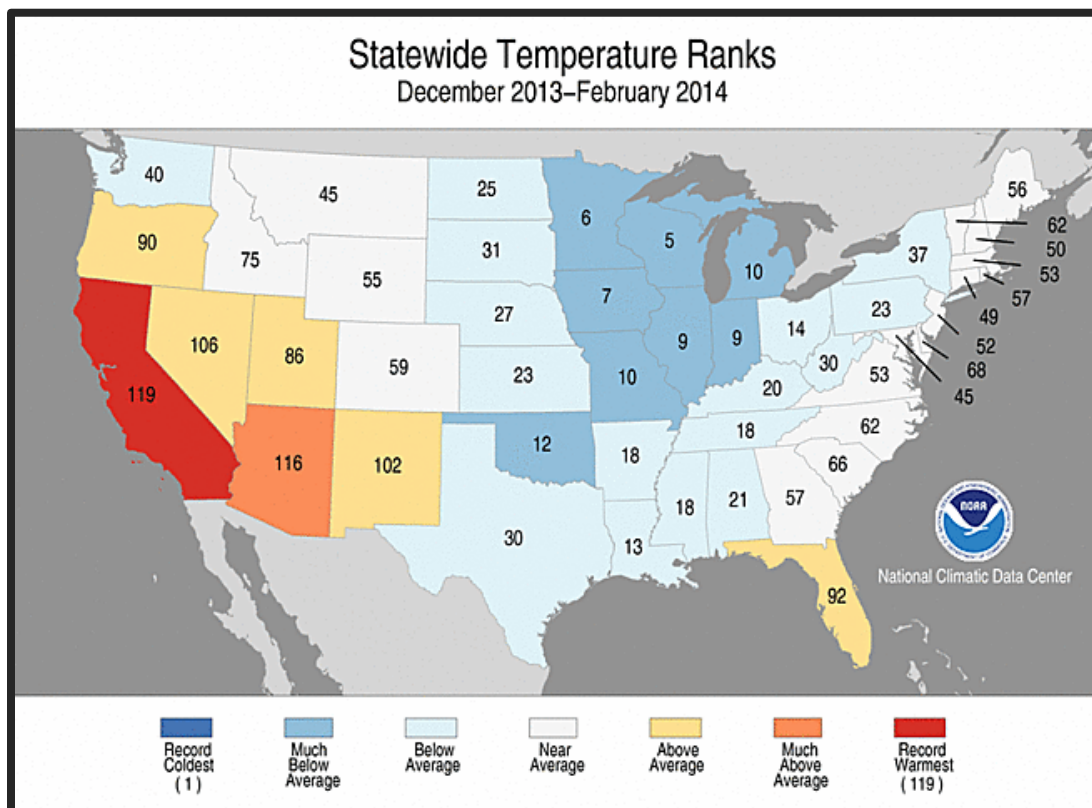 Statewide Temperature Ranks
December 2013–February 2014
40
45
25
6
5
10
56
62
50
53
57
49
52
68
45
90
75
55
31
7
37
106
86
59
27
9
9
14
23
119
23
10
20
30
53
116
102
12
18
18
62
66
30
13
18
21
57
92
NOAA
National Climatic Data Center
Record
Coldest
(1)
Much
Below
Average
Below
Average
Near
Average
Above
Average
Much
Above
Average
Record
Warmest
(119)